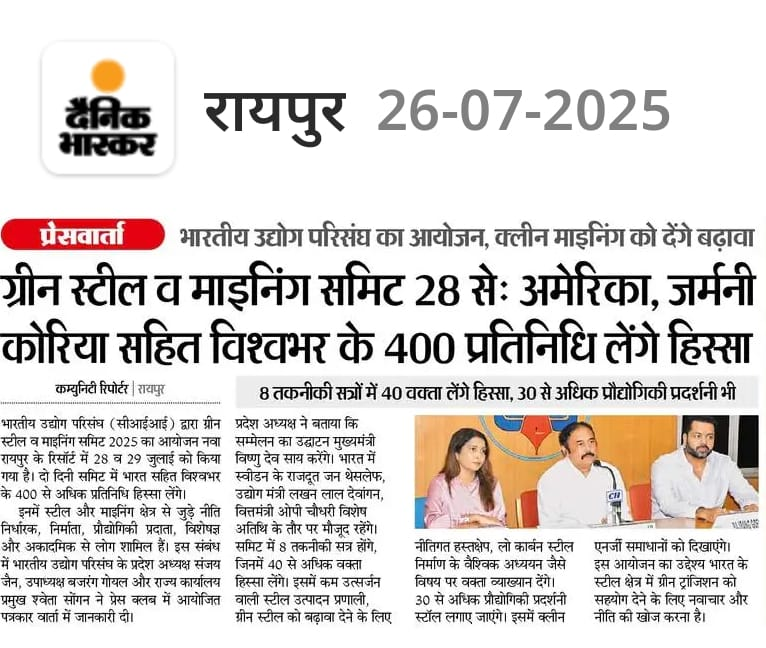 दैनिक
भास्कर
रायपुर 26-07-2025
प्रेसवार्ता
भारतीय उद्योग परिसंघ का आयोजन, क्लीन माइनिंग को देंगे बढ़ावा
ग्रीन स्टील व माइनिंग समिट 28 से: अमेरिका, जर्मनी
कोरिया सहित विश्वभर के 400 प्रतिनिधि लेंगे हिस्सा
कम्युनिटी रिपोर्टर | रायपुर
8 तकनीकी सत्रों में 40 वक्ता लेंगे हिस्सा, 30 से अधिक प्रौद्योगिकी प्रदर्शनी भी
भारतीय उद्योग परिसंघ (सीआईआई) द्वारा ग्रीन
स्टील व माइनिंग समिट 2025 का आयोजन नवा
रायपुर के रिसॉर्ट में 28 व 29 जुलाई को किया
गया है। दो दिनी समिट में भारत सहित विश्वभर
के 400 से अधिक प्रतिनिधि हिस्सा लेंगे।
इनमें स्टील और माइनिंग क्षेत्र से जुड़े नीति
निर्धारक, निर्माता, प्रौद्योगिकी प्रदाता, विशेषज्ञ
और अकादमिक से लोग शामिल हैं। इस संबंध
में भारतीय उद्योग परिसंघ के प्रदेश अध्यक्ष संजय
जैन, उपाध्यक्ष बजरंग गोयल और राज्य कार्यालय
प्रमुख श्वेता सोंगन ने प्रेस क्लब में आयोजित
पत्रकार वार्ता में जानकारी दी।
प्रदेश अध्यक्ष ने बताया कि
सम्मेलन का उद्घाटन मुख्यमंत्री
विष्णु देव साय करेंगे। भारत में
स्वीडन के राजदूत जन थेसलेफ,
उद्योग मंत्री लखन लाल देवांगन,
वित्तमंत्री ओपी चौधरी विशेष
अतिथि के तौर पर मौजूद रहेंगे।
समिट में 8 तकनीकी सत्र होंगे,
जिनमें 40 से अधिक वक्ता
हिस्सा लेंगे। इसमें कम उत्सर्जन
वाली स्टील उत्पादन प्रणाली,
ग्रीन स्टील को बढ़ावा देने के लिए
CII
नीतिगत हस्तक्षेप, लो कार्बन स्टील
निर्माण के वैश्विक अध्ययन जैसे
विषय पर वक्ता व्याख्यान देंगे।
30 से अधिक प्रौद्योगिकी प्रदर्शनी
स्टॉल लगाए जाएंगे। इसमें क्लीन
एनर्जी समाधानों को दिखाएंगे।
इस आयोजन का उद्देश्य भारत के
स्टील क्षेत्र में ग्रीन ट्रांजिशन को
सहयोग देने के लिए नवाचार और
नीति की खोज करना है।